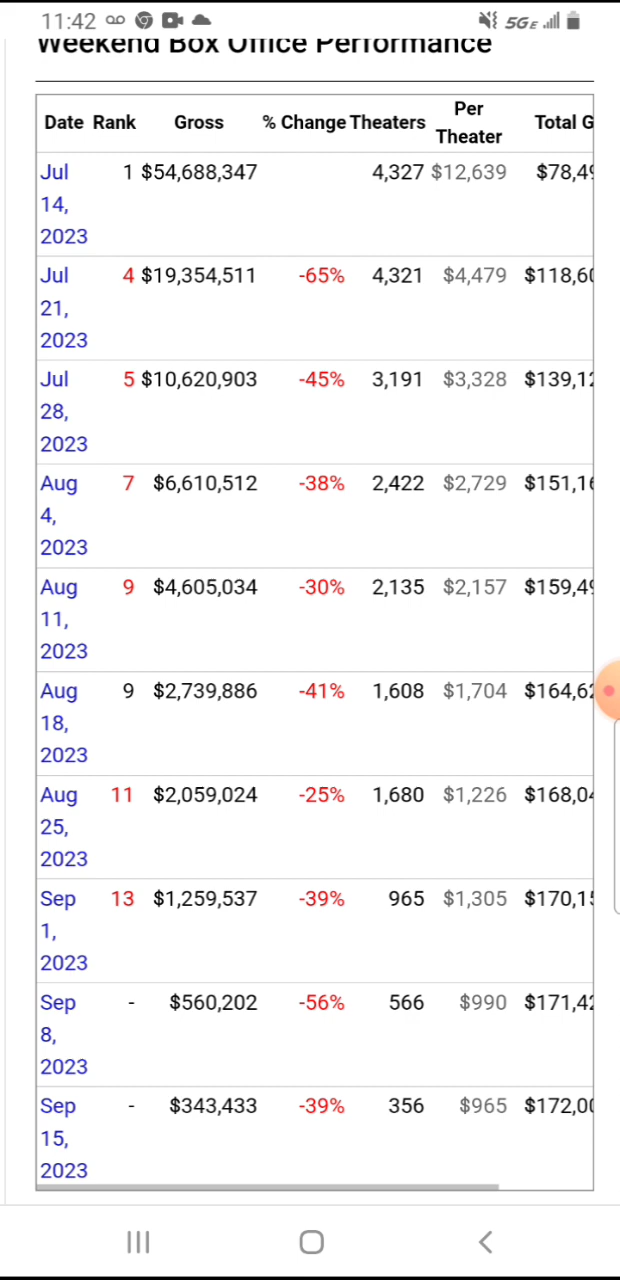 11:42
5GE
Weekend Box Office Performance
Date Rank Gross % Change Theaters Per Theater Total G
Jul 14, 2023 1 $54,688,347 4,327 $12,639 $78,49
Jul 21, 2023 4 $19,354,511 -65% 4,321 $4,479 $118,60
Jul 28, 2023 5 $10,620,903 -45% 3,191 $3,328 $139,12
Aug 4, 2023 7 $6,610,512 -38% 2,422 $2,729 $151,16
Aug 11, 2023 9 $4,605,034 -30% 2,135 $2,157 $159,49
Aug 18, 2023 9 $2,739,886 -41% 1,608 $1,704 $164,62
Aug 25, 2023 11 $2,059,024 -25% 1,680 $1,226 $168,04
Sep 1, 2023 13 $1,259,537 -39% 965 $1,305 $170,15
Sep 8, 2023 - $560,202 -56% 566 $990 $171,42
Sep 15, 2023 - $343,433 -39% 356 $965 $172,00